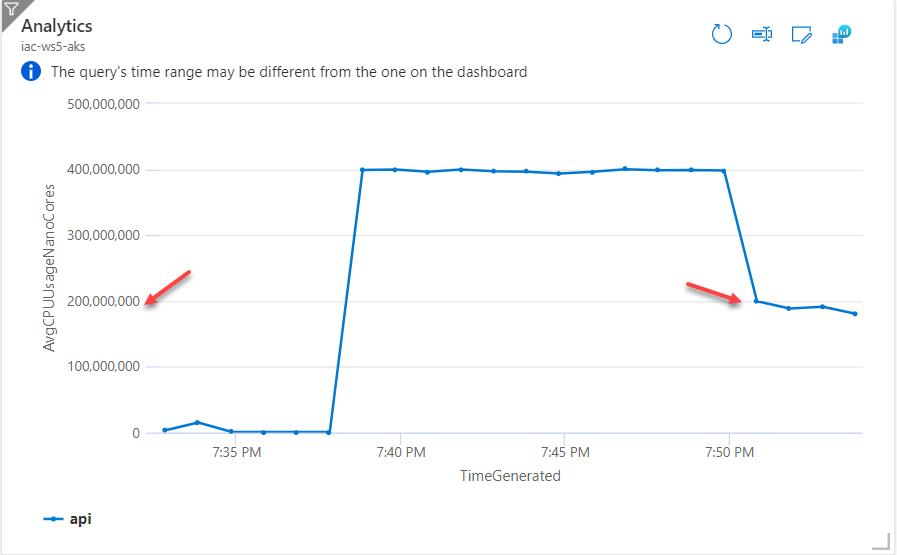 Analytics
iac-ws5-aks
The query's time range may be different from the one on the dashboard
500,000,000
400,000,000
300,000,000
200,000,000
100,000,000
0
AvgCPUUsageNanoCores
7:35 PM
7:40 PM
7:45 PM
7:50 PM
TimeGenerated
api